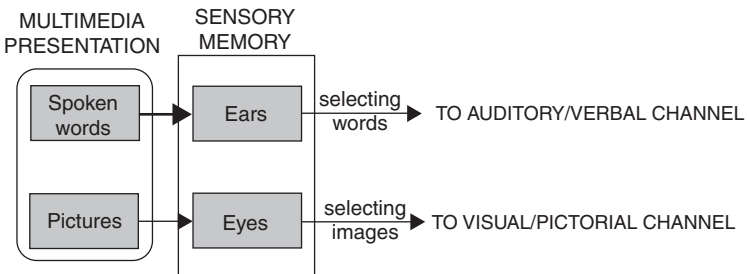 MULTIMEDIA
PRESENTATION
SENSORY
MEMORY
Spoken
words
Ears
selecting
words
TO AUDITORY/VERBAL CHANNEL
Pictures
Eyes
selecting
images
TO VISUAL/PICTORIAL CHANNEL